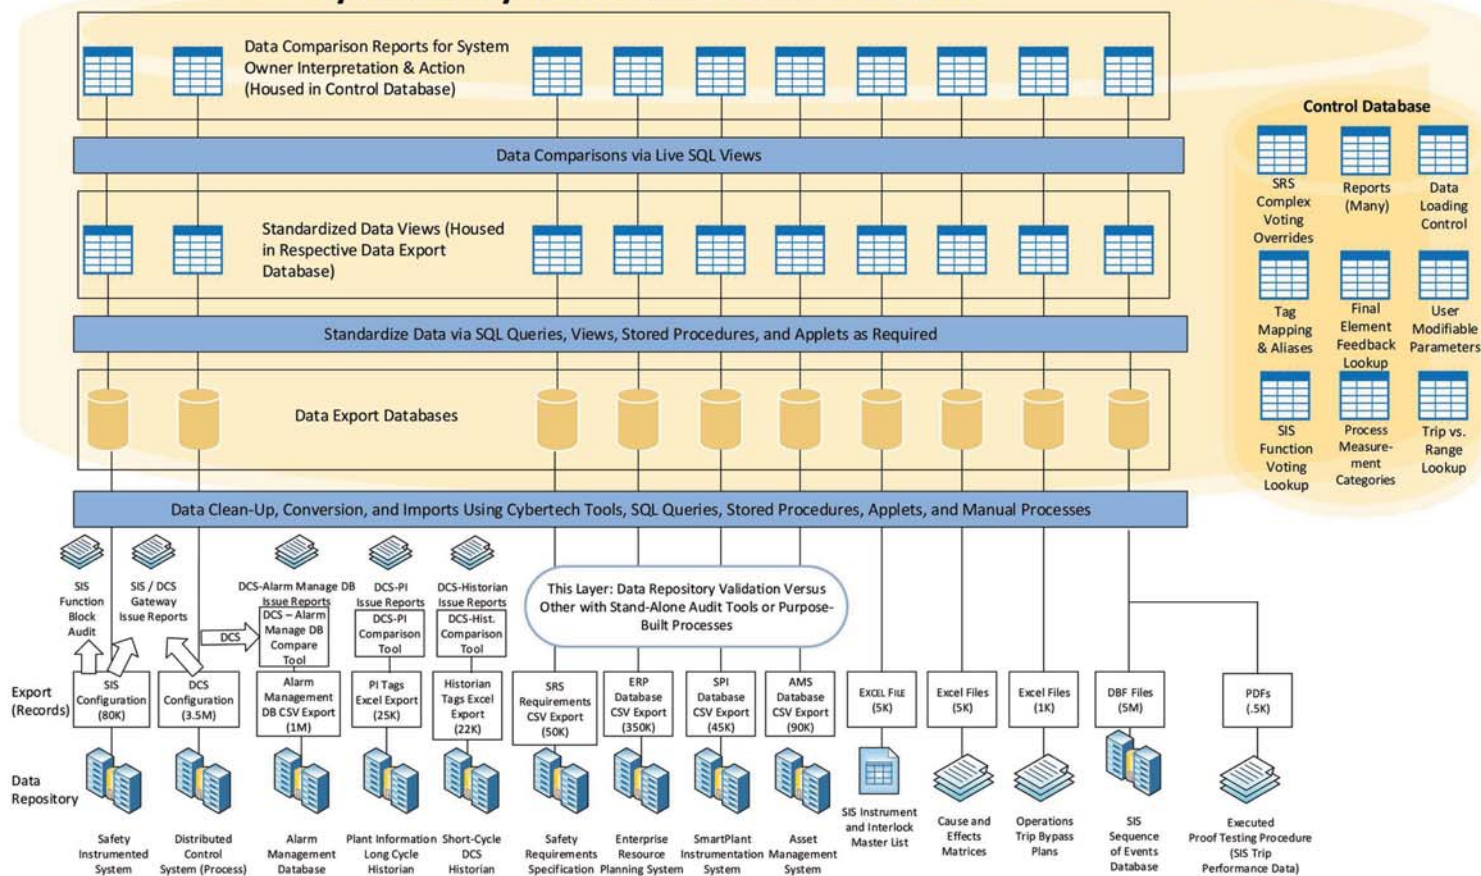 Data Comparison Reports for System
Owner Interpretation & Action
(Housed in Control Database)
Data Comparisons via Live SQL Views
Standardized Data Views (Housed
in Respective Data Export
Database)
Standardize Data via SQL Queries, Views, Stored Procedures, and Applets as Required
Data Export Databases
Data Clean-Up, Conversion, and Imports Using Cybertech Tools, SQL Queries, Stored Procedures, Applets, and Manual Processes
Control Database
SRS
Complex
Voting
Overrides
Reports
(Many)
Data
Loading
Control
Tag
Mapping
& Aliases
Final
Element
Feedback
Lookup
User
Modifiable
Parameters
SIS
Function
Voting
Lookup
Process
Measure-
ment
Categories
Trip vs.
Range
Lookup
SIS
Function
Block
Audit
SIS / DCS
Gateway
Issue Reports
DCS-Alarm Manage DB
Issue Reports
DCS-PI
Issue Reports
DCS-Historian
Issue Reports
DCS
DCS – Alarm
Manage DB
Compare
Tool
DCS-PI
Comparison
Tool
DCS-Hist.
Comparison
Tool
This Layer: Data Repository Validation Versus
Other with Stand-Alone Audit Tools or Purpose-
Built Processes
Export
(Records)
SIS
Configuration
(80K)
DCS
Configuration
(3.5M)
Alarm
Management
DB CSV Export
(1M)
PI Tags
Excel Export
(25K)
Historian
Tags Excel
Export
(22K)
SRS
Requirements
CSV Export
(50K)
ERP
Database
CSV Export
(350K)
SPI
Database
CSV Export
(45K)
AMS
Database
CSV Export
(90K)
EXCEL FILE
(5K)
Excel Files
(5K)
Excel Files
(1K)
DBF Files
(5M)
PDFs
(.5K)
Data
Repository
Safety
Instrumented
System
Distributed
Control
System (Process)
Alarm
Management
Database
Plant Information
Long Cycle
Historian
Short-Cycle
DCS
Historian
Safety
Requirements
Specification
Enterprise
Resource
Planning System
SmartPlant
Instrumentation
System
Asset
Management
System
SIS Instrument
and Interlock
Master List
Cause and
Effects
Matrices
Operations
Trip Bypass
Plans
SIS
Sequence
of Events
Database
Executed
Proof Testing Procedure
(SIS Trip
Performance Data)